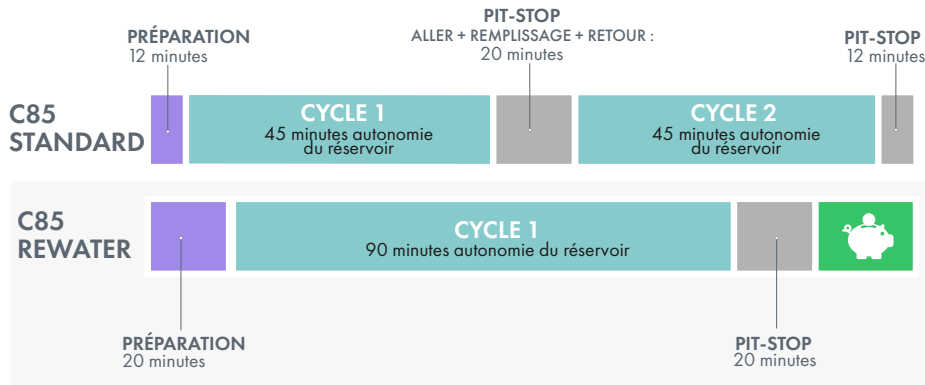 PRÉPARATION
12 minutes
PIT-STOP
ALLER + REMPLISSAGE + RETOUR :
20 minutes
PIT-STOP
12 minutes
C85
STANDARD
CYCLE 1
45 minutes autonomie
du réservoir
CYCLE 2
45 minutes autonomie
du réservoir
C85
REWATER
CYCLE 1
90 minutes autonomie du réservoir
PRÉPARATION
20 minutes
PIT-STOP
20 minutes